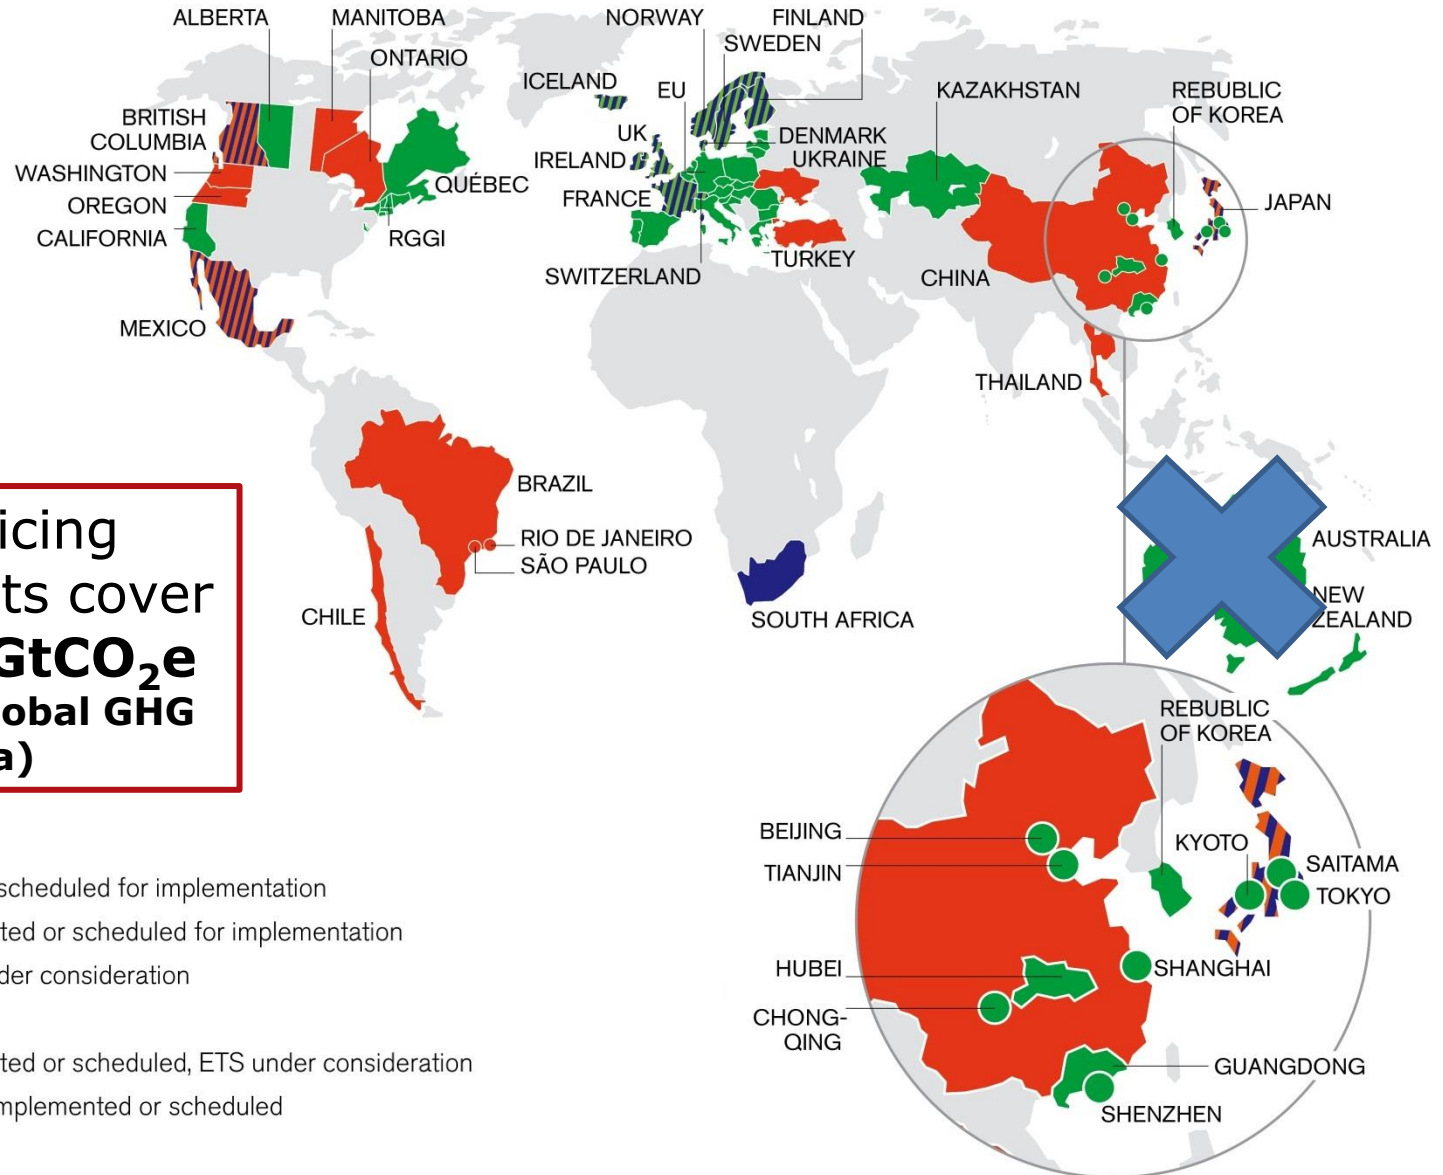 ALBERTA
MANITOBA
ONTARIO
BRITISH
COLUMBIA
WASHINGTON
OREGON
CALIFORNIA
QUÉBEC
RGGI
MEXICO
NORWAY
FINLAND
SWEDEN
ICELAND
EU
UK
IRELAND
FRANCE
DENMARK
UKRAINE
SWITZERLAND
TURKEY
KAZAKHSTAN
REBUBLIC
OF KOREA
JAPAN
CHINA
THAILAND
BRAZIL
RIO DE JANEIRO
SÃO PAULO
CHILE
SOUTH AFRICA
AUSTRALIA
NEW
ZEALAND
icing
ts cover
GtCO₂e
obal GHG
a)
REBUBLIC
OF KOREA
BEIJING
TIANJIN
KYOTO
SAITAMA
TOKYO
HUBEI
SHANGHAI
CHONG-
QING
GUANGDONG
SHENZHEN
scheduled for implementation
ted or scheduled for implementation
der consideration
ted or scheduled, ETS under consideration
mplemented or scheduled